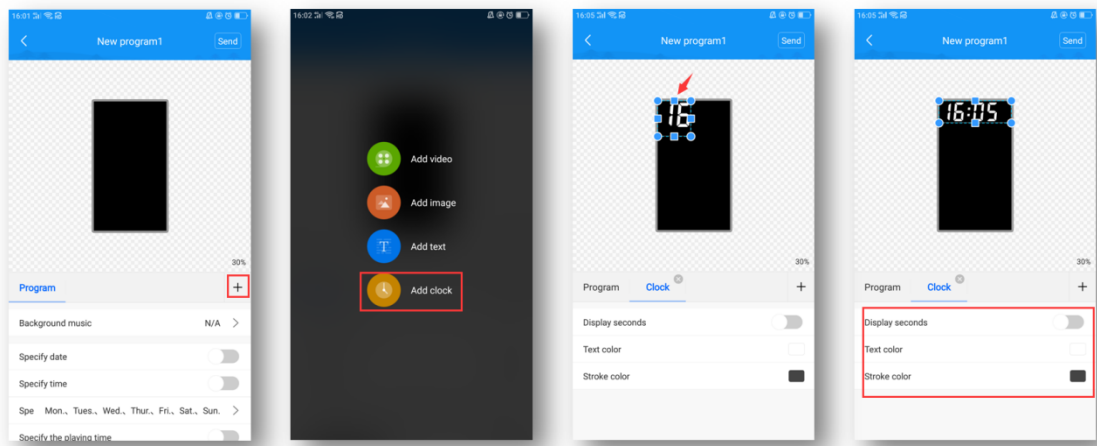 16:01
New program1
Send
30%
Program
+
Background music N/A >
Specify date
Specify time
Spe Mon.、Tues.、Wed.、Thur.、Fri.、Sat.、Sun. >
Specify the playing time
16:02
Add video
Add image
T Add text
Add clock
16:05
New program1
Send
16
30%
Program Clock +
Display seconds
Text color
Stroke color
16:05
New program1
Send
16:05
30%
Program Clock +
Display seconds
Text color
Stroke color